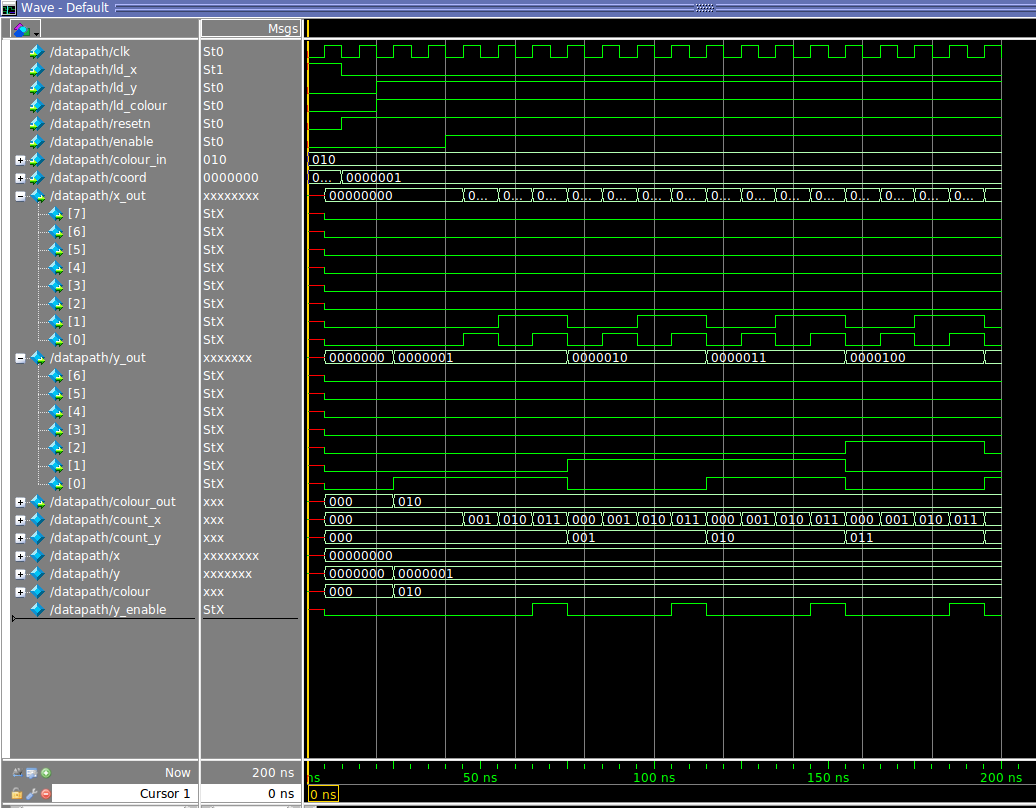 Wave - Default
Msgs
/datapath/clk St0
/datapath/ld_x St1
/datapath/ld_y St0
/datapath/ld_colour St0
/datapath/resetn St0
/datapath/enable St0
/datapath/colour_in 010 010
/datapath/coord 0000000 0... 0000001
/datapath/x_out xxxxxxxx 00000000 0... 0... 0... 0... 0... 0... 0... 0... 0... 0... 0... 0... 0... 0... 0...
[7] StX
[6] StX
[5] StX
[4] StX
[3] StX
[2] StX
[1] StX
[0] StX
/datapath/y_out xxxxxxx 0000000 0000001 0000010 0000011 0000100
[6] StX
[5] StX
[4] StX
[3] StX
[2] StX
[1] StX
[0] StX
/datapath/colour_out xxx 000 010
/datapath/count_x xxx 000 001 010 011 000 001 010 011 000 001 010 011 000 001 010 011
/datapath/count_y xxx 000 001 010 011
/datapath/x xxxxxxxx 00000000
/datapath/y xxxxxxx 0000000 0000001
/datapath/colour xxx 000 010
/datapath/y_enable StX
Now 200 ns ns 50 ns 100 ns 150 ns 200 ns
Cursor 1 0 ns 0 ns